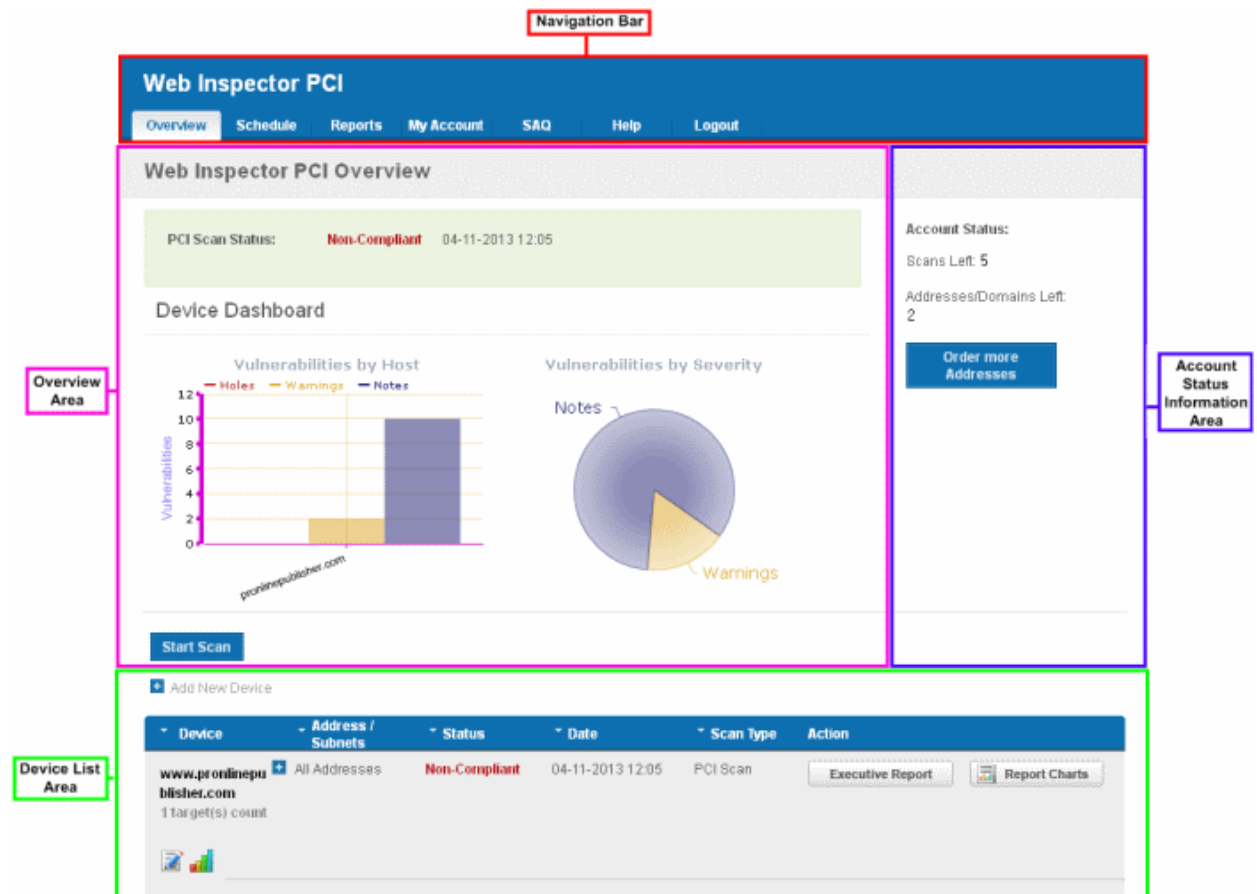 Navigation Bar
Web Inspector PCI
Overview Schedule Reports My Account SAQ Help Logout
Web Inspector PCI Overview
PCI Scan Status: Non-Compliant 04-11-2013 12:05
Account Status:
Scans Left: 5
Addresses/Domains Left:
2
Order more
Addresses
Account
Status
Information
Area
Device Dashboard
Overview
Area
Vulnerabilities by Host
Holes Warnings Notes
Vulnerabilities
12
10
8
6
4
2
0
pronlinepublisher.com
Vulnerabilities by Severity
Notes
Warnings
Start Scan
Add New Device
Device List
Area
Device Address / Subnets Status Date Scan Type Action
www.pronlinepu All Addresses Non-Compliant 04-11-2013 12:05 PCI Scan Executive Report Report Charts
blisher.com
1 target(s) count